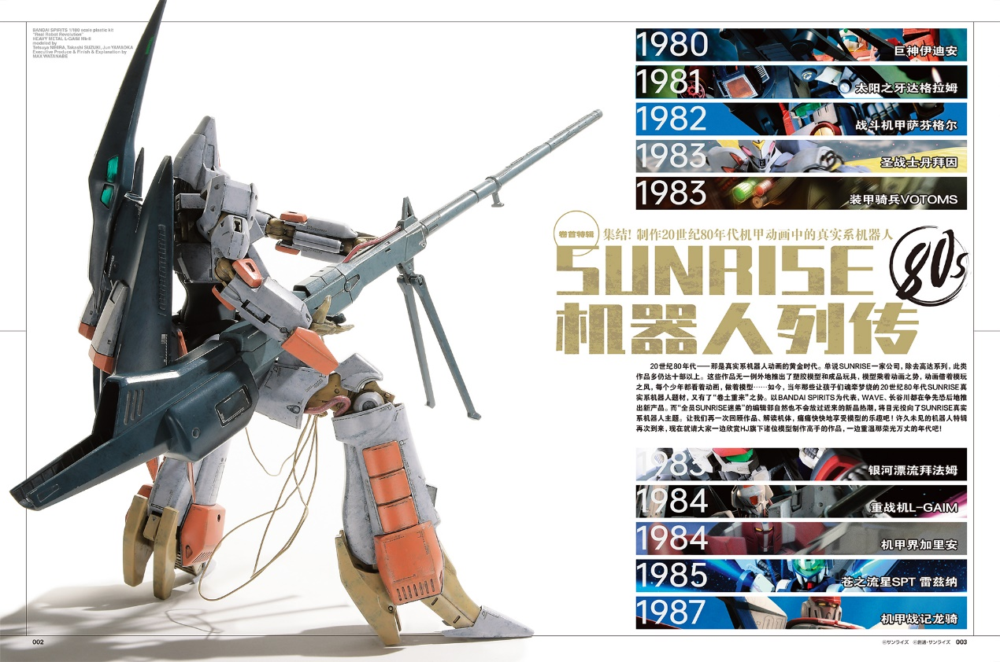 BANDAI SPIRITS 1/100 scale plastic kit
"Real Robot Revolution"
HEAVY METAL L-GAIM Mk-II
modeled by
Tetsuya NIHIRA, Takashi SUZUKI, Jun YAMAOKA
Executive Produce & Finish & Explanation by
MAX WATANABE
1980 巨神伊迪安
1981 太阳之牙达格拉姆
1982 战斗机甲萨芬格尔
1983 圣战士丹拜因
1983 装甲骑兵VOTOMS
卷首特辑 集结！制作20世纪80年代机甲动画中的真实系机器人
SUNRISE 80s
机器人列传
20世纪80年代——那是真实系机器人动画的黄金时代。单说SUNRISE一家公司，除去高达系列，此类
作品多仍达十部以上。这些作品无一例外地推出了塑胶模型和成品玩具，模型乘着动画之势，动画借着模玩
之风，每个少年都看着动画，做着模型……如今，当年那些让孩子们魂牵梦绕的20世纪80年代SUNRISE真
实系机器人题材，又有了“卷土重来”之势。以BANDAI SPIRITS为代表，WAVE、长谷川都在争先恐后地推
出新产品。而“全员SUNRISE迷弟”的编辑部自然也不会放过近来的新品热潮，将目光投向了SUNRISE真实
系机器人主题。让我们再一次回顾作品、解读机体，痛痛快快地享受模型的乐趣吧！许久未见的机器人特辑
再次到来，现在就请大家一边欣赏HJ旗下诸位模型制作高手的作品，一边重温那荣光万丈的年代吧！
1983 银河漂流拜法姆
1984 重战机L-GAIM
1984 机甲界加里安
1985 苍之流星SPT 雷兹纳
1987 机甲战记龙骑
002
©サンライズ ©創通・サンライズ 003